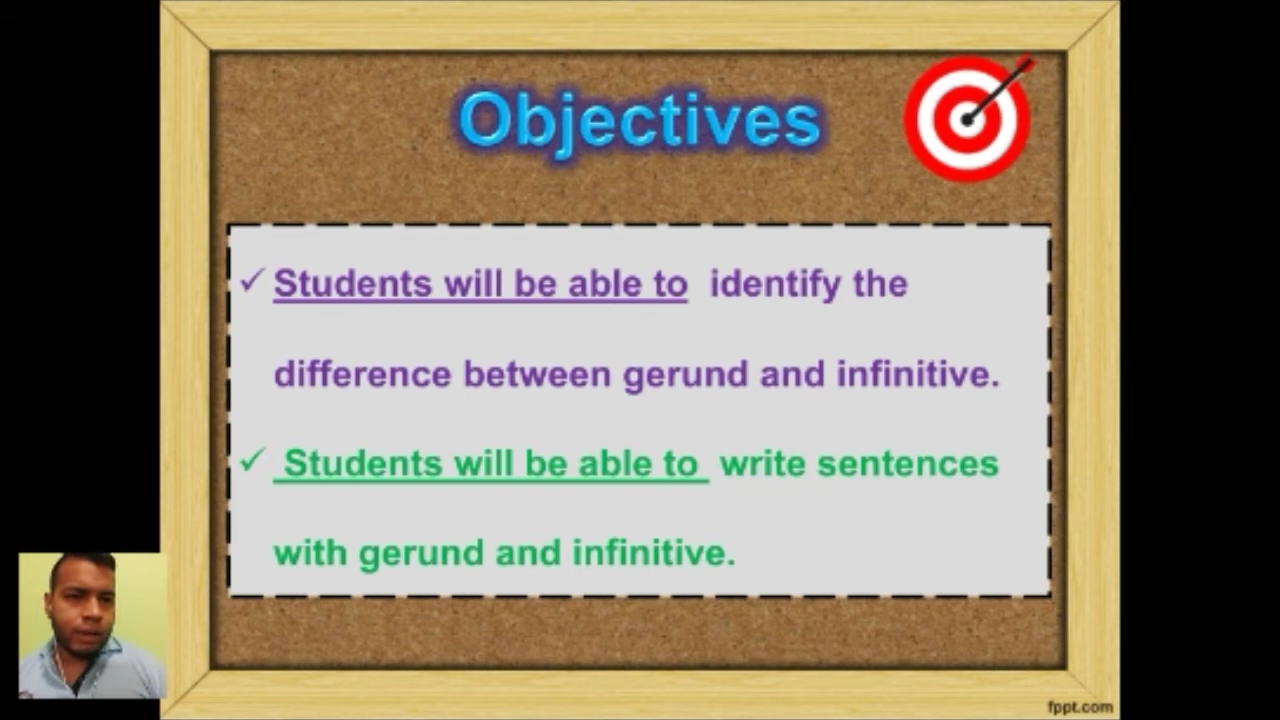 Objectives
✓ Students will be able to identify the
difference between gerund and infinitive.
✓ Students will be able to write sentences
with gerund and infinitive.
fppt.com